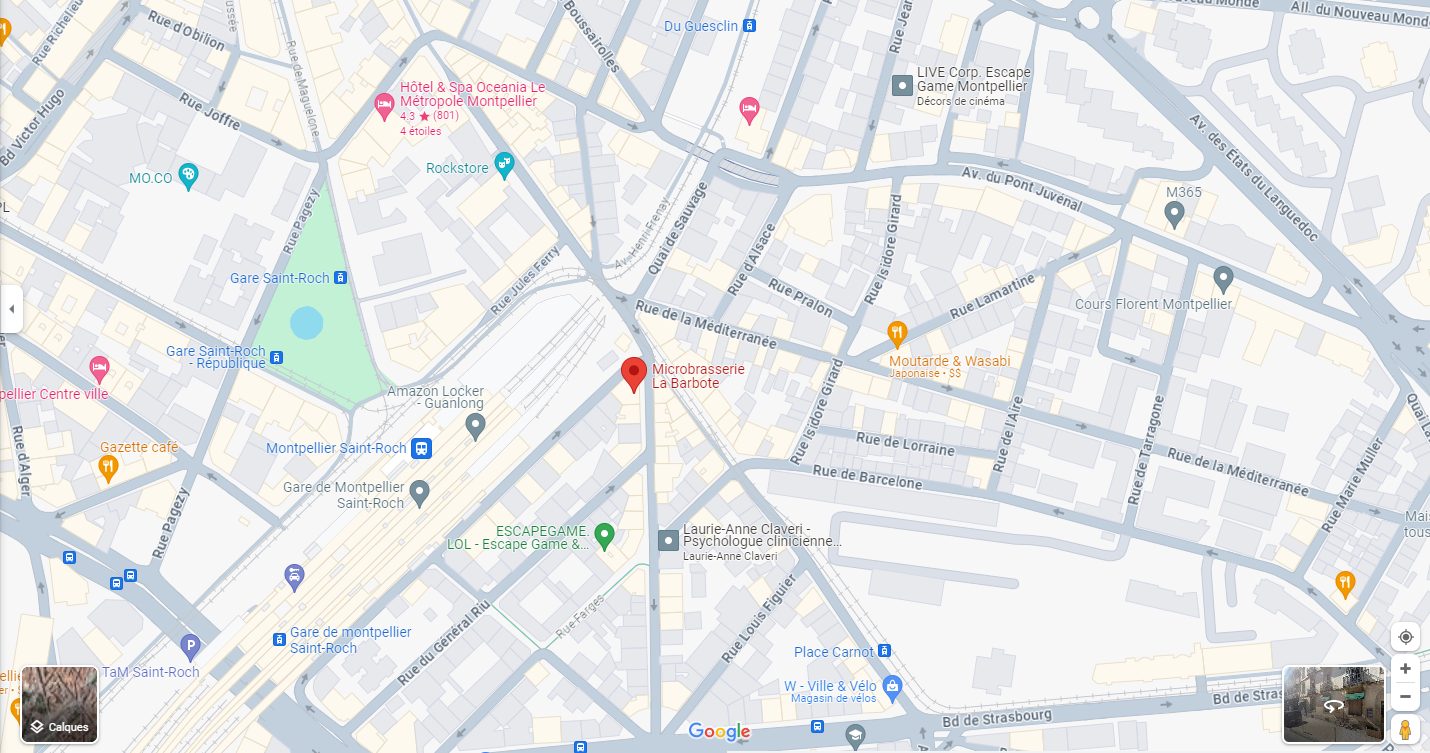 Rue Richelieu
Rue d'Obilion
Rue de Maguelone
Boussairolles
Du Guesclin
Rue Jean
Nouveau Monde
All. du Nouveau Monde
Bd Victor Hugo
Rue Joffre
Hôtel & Spa Oceania Le
Métropole Montpellier
4,3 ★ (801)
4 étoiles
LIVE Corp. Escape
Game Montpellier
Décors de cinéma
Av. des États du Languedoc
MO.CO
Rockstore
Rue Pagezy
Av. Henri Frenay
Quai de Sauvage
Rue d'Alsace
Rue Isidore Girard
Av. du Pont Juvenal
M365
PL
Gare Saint-Roch
Rue Jules Ferry
Rue Pralon
Rue Lamartine
Cours Florent Montpellier
Rue de la Méditerranée
Gare Saint-Roch
- République
Moutarde & Wasabi
Japonaise • $$
Microbrasserie
La Barbote
pellier Centre ville
Amazon Locker
- Guanlong
Rue d'Alger
Gazette café
Montpellier Saint-Roch
Rue Isidore Girard
Rue de Lorraine
Rue de l'Aire
Rue de Tarragone
Rue de la Méditerranée
Rue Marie Muller
Quai La
Rue de Barcelone
Gare de Montpellier
Saint-Roch
Rue Pagezy
ESCAPEGAME.
LOL - Escape Game &...
Laurie-Anne Claveri -
Psychologue clinicienne...
Laurie-Anne Claveri
Mais
tous
Rue Farges
Rue du Général Riu
Rue Louis Figuier
Gare de montpellier
Saint-Roch
P
TaM Saint-Roch
Place Carnot
W - Ville & Vélo
Magasin de vélos
Bd de Strasbourg
Bd de Stras
Calques
Google